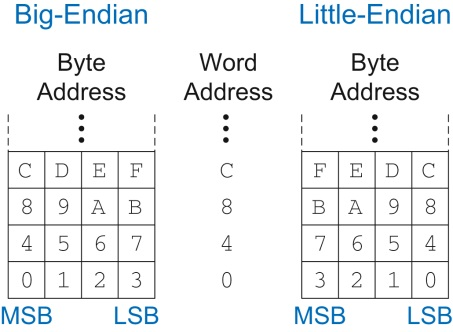 Big-Endian Little-Endian
Byte Address Word Address Byte Address
C D E F C F E D C
8 9 A B 8 B A 9 8
4 5 6 7 4 7 6 5 4
0 1 2 3 0 3 2 1 0
MSB LSB MSB LSB